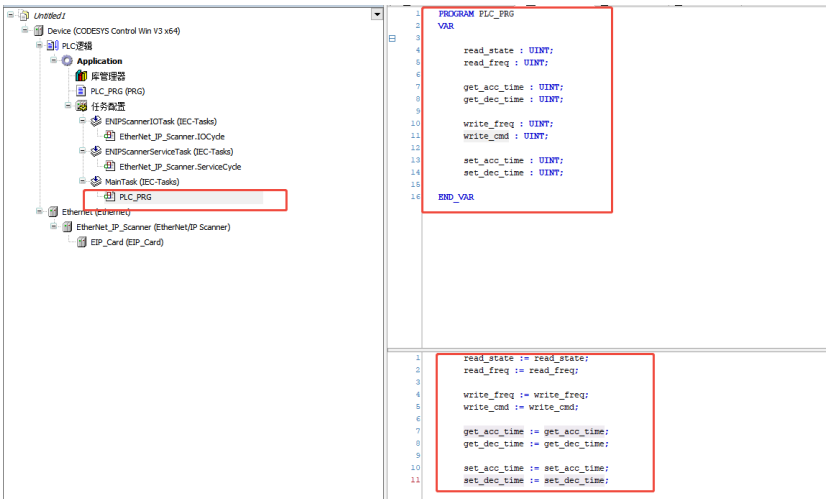 Untitled1
Device (CODESYS Control Win V3 x64)
PLC逻辑
Application
库管理器
PLC_PRG (PRG)
任务配置
ENIPScannerIOTask (IEC-Tasks)
EtherNet_IP_Scanner.IOCycle
ENIPScannerServiceTask (IEC-Tasks)
EtherNet_IP_Scanner.ServiceCycle
MainTask (IEC-Tasks)
PLC_PRG
Ethernet (Ethernet)
EtherNet_IP_Scanner (EtherNet/IP Scanner)
EIP_Card (EIP_Card)
1 PROGRAM PLC_PRG
2 VAR
3
4 read_state : UINT;
5 read_freq : UINT;
6
7 get_acc_time : UINT;
8 get_dec_time : UINT;
9
10 write_freq : UINT;
11 write_cmd : UINT;
12
13 set_acc_time : UINT;
14 set_dec_time : UINT;
15
16 END_VAR
1 read_state := read_state;
2 read_freq := read_freq;
3
4 write_freq := write_freq;
5 write_cmd := write_cmd;
6
7 get_acc_time := get_acc_time;
8 get_dec_time := get_dec_time;
9
10 set_acc_time := set_acc_time;
11 set_dec_time := set_dec_time;